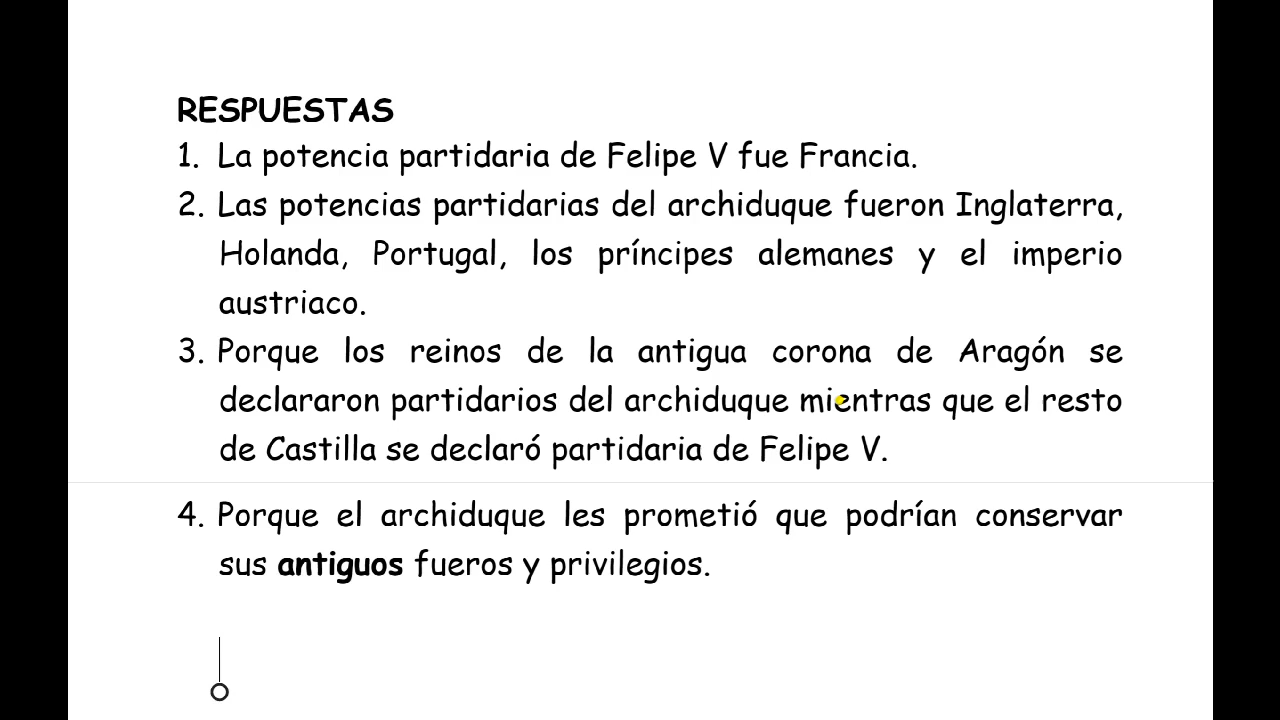 RESPUESTAS
1. La potencia partidaria de Felipe V fue Francia.
2. Las potencias partidarias del archiduque fueron Inglaterra,
Holanda, Portugal, los príncipes alemanes y el imperio
austriaco.
3. Porque los reinos de la antigua corona de Aragón se
declararon partidarios del archiduque mientras que el resto
de Castilla se declaró partidaria de Felipe V.
4. Porque el archiduque les prometió que podrían conservar
sus antiguos fueros y privilegios.